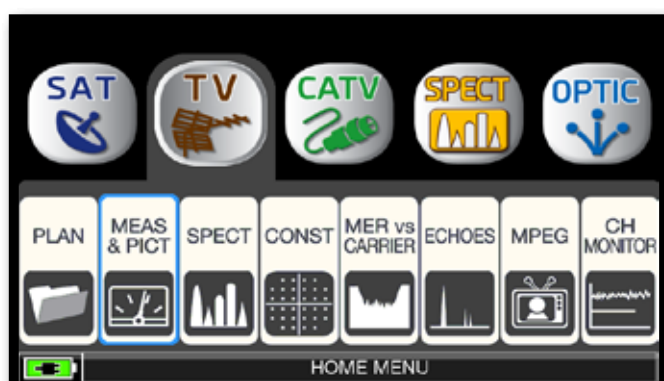 SAT
TV
CATV
SPECT
OPTIC
PLAN
MEAS
& PICT
SPECT
CONST
MER vs
CARRIER
ECHOES
MPEG
CH
MONITOR
HOME MENU